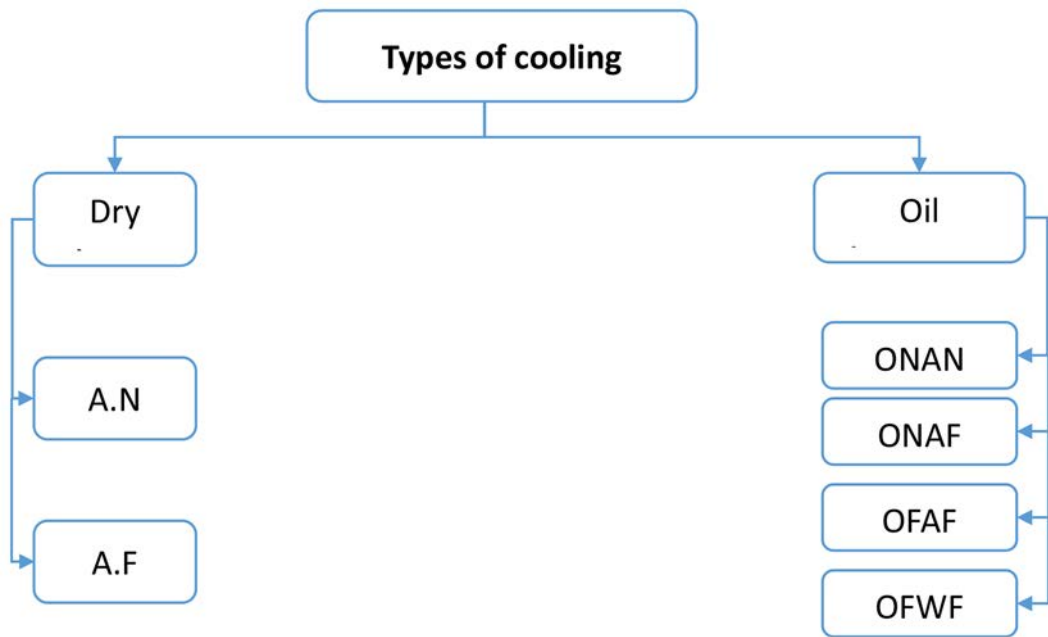 Types of cooling
Dry
-
Oil
-
A.N
A.F
ONAN
ONAF
OFAF
OFWF